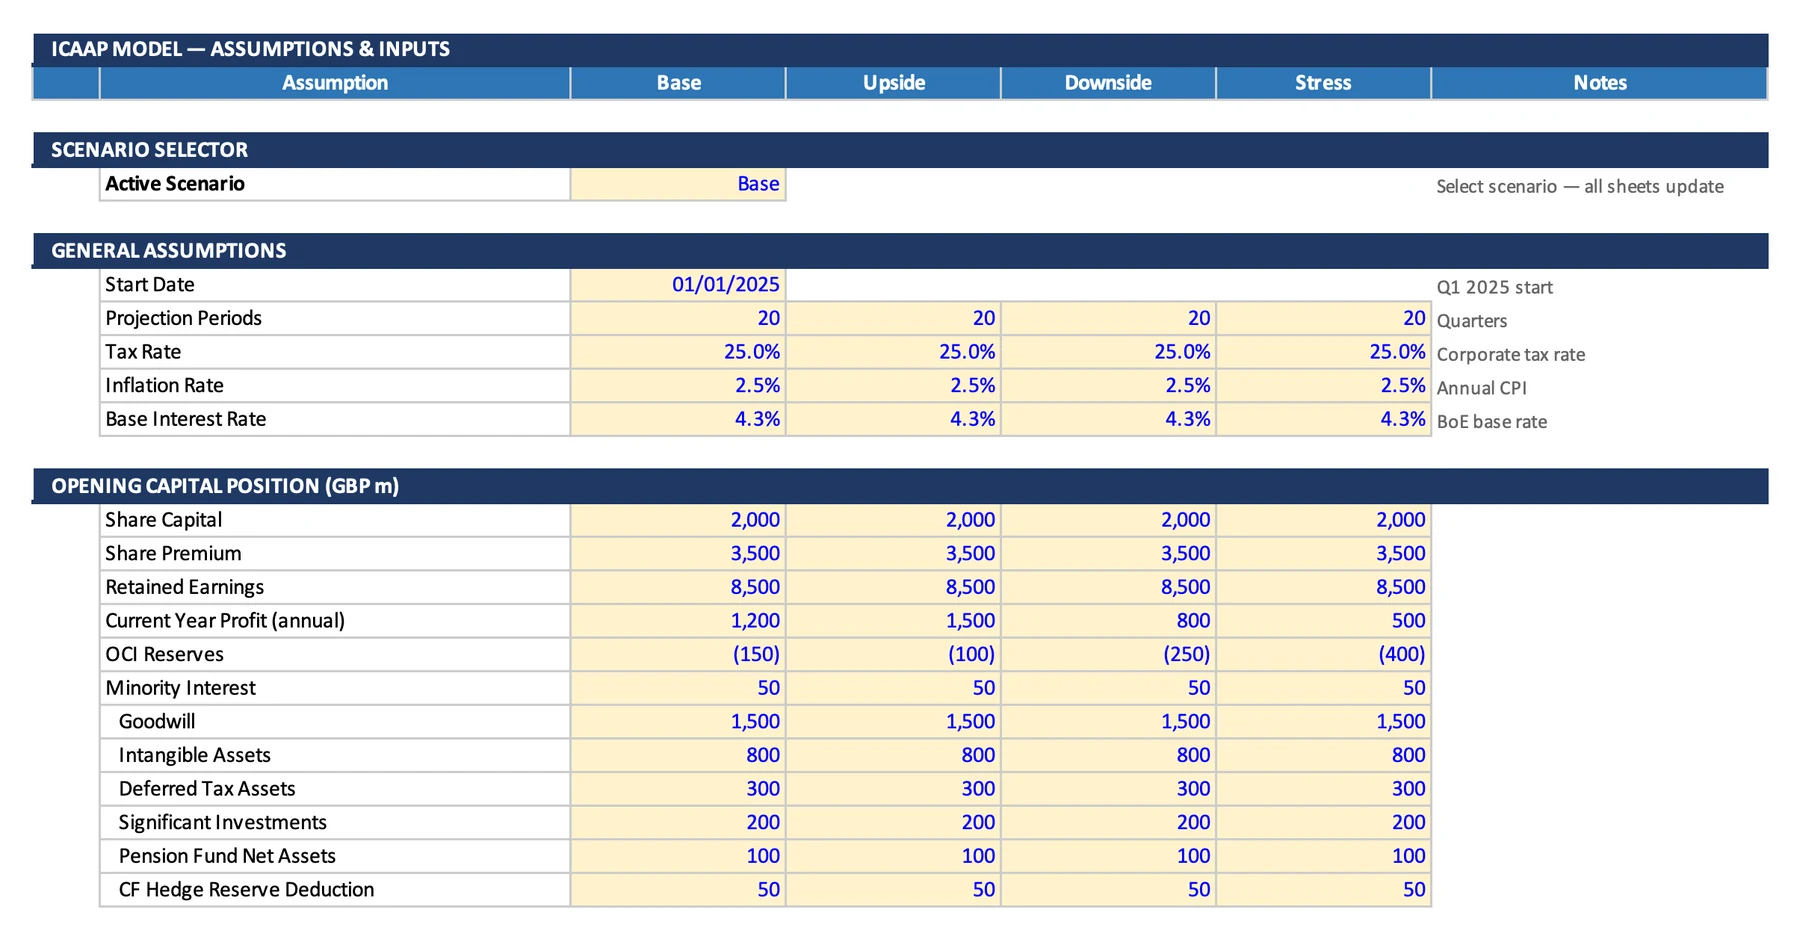 ICAAP MODEL — ASSUMPTIONS & INPUTS
Assumption Base Upside Downside Stress Notes
SCENARIO SELECTOR
Active Scenario Base Select scenario — all sheets update
GENERAL ASSUMPTIONS
Start Date 01/01/2025 Q1 2025 start
Projection Periods 20 20 20 20 Quarters
Tax Rate 25.0% 25.0% 25.0% 25.0% Corporate tax rate
Inflation Rate 2.5% 2.5% 2.5% 2.5% Annual CPI
Base Interest Rate 4.3% 4.3% 4.3% 4.3% BoE base rate
OPENING CAPITAL POSITION (GBP m)
Share Capital 2,000 2,000 2,000 2,000
Share Premium 3,500 3,500 3,500 3,500
Retained Earnings 8,500 8,500 8,500 8,500
Current Year Profit (annual) 1,200 1,500 800 500
OCI Reserves (150) (100) (250) (400)
Minority Interest 50 50 50 50
Goodwill 1,500 1,500 1,500 1,500
Intangible Assets 800 800 800 800
Deferred Tax Assets 300 300 300 300
Significant Investments 200 200 200 200
Pension Fund Net Assets 100 100 100 100
CF Hedge Reserve Deduction 50 50 50 50